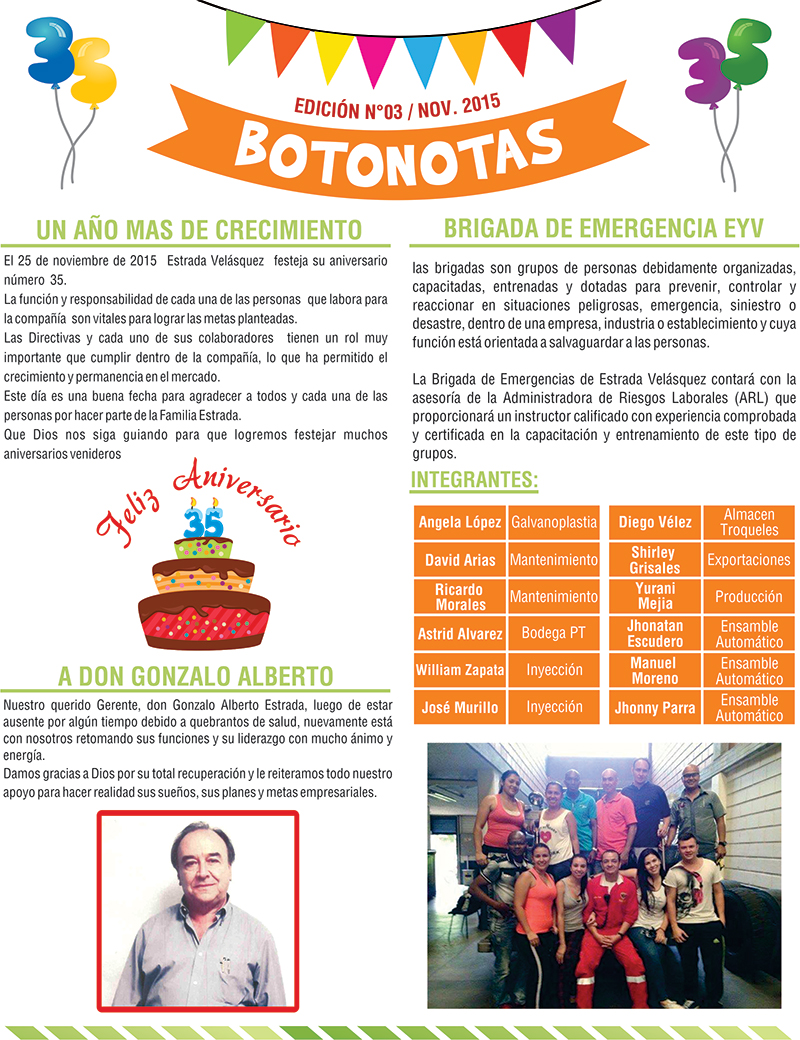 35
35
EDICIÓN N°03 / NOV. 2015
BOTONOTAS
UN AÑO MAS DE CRECIMIENTO
El 25 de noviembre de 2015 Estrada Velásquez festeja su aniversario
número 35.
La función y responsabilidad de cada una de las personas que labora para
la compañía son vitales para lograr las metas planteadas.
Las Directivas y cada uno de sus colaboradores tienen un rol muy
importante que cumplir dentro de la compañía, lo que ha permitido el
crecimiento y permanencia en el mercado.
Este día es una buena fecha para agradecer a todos y cada una de las
personas por hacer parte de la Familia Estrada.
Que Dios nos siga guiando para que logremos festejar muchos
aniversarios venideros
Feliz Aniversario
35
A DON GONZALO ALBERTO
Nuestro querido Gerente, don Gonzalo Alberto Estrada, luego de estar
ausente por algún tiempo debido a quebrantos de salud, nuevamente está
con nosotros retomando sus funciones y su liderazgo con mucho ánimo y
energía.
Damos gracias a Dios por su total recuperación y le reiteramos todo nuestro
apoyo para hacer realidad sus sueños, sus planes y metas empresariales.
BRIGADA DE EMERGENCIA EYV
las brigadas son grupos de personas debidamente organizadas,
capacitadas, entrenadas y dotadas para prevenir, controlar y
reaccionar en situaciones peligrosas, emergencia, siniestro o
desastre, dentro de una empresa, industria o establecimiento y cuya
función está orientada a salvaguardar a las personas.
La Brigada de Emergencias de Estrada Velásquez contará con la
asesoría de la Administradora de Riesgos Laborales (ARL) que
proporcionará un instructor calificado con experiencia comprobada
y certificada en la capacitación y entrenamiento de este tipo de
grupos.
INTEGRANTES:
Angela López Galvanoplastia
David Arias Mantenimiento
Ricardo
Morales Mantenimiento
Astrid Alvarez Bodega PT
William Zapata Inyección
José Murillo Inyección
Diego Vélez Almacen
Troqueles
Shirley
Grisales Exportaciones
Yurani
Mejia Producción
Jhonatan
Escudero Ensamble
Automático
Manuel
Moreno Ensamble
Automático
Jhonny Parra Ensamble
Automático